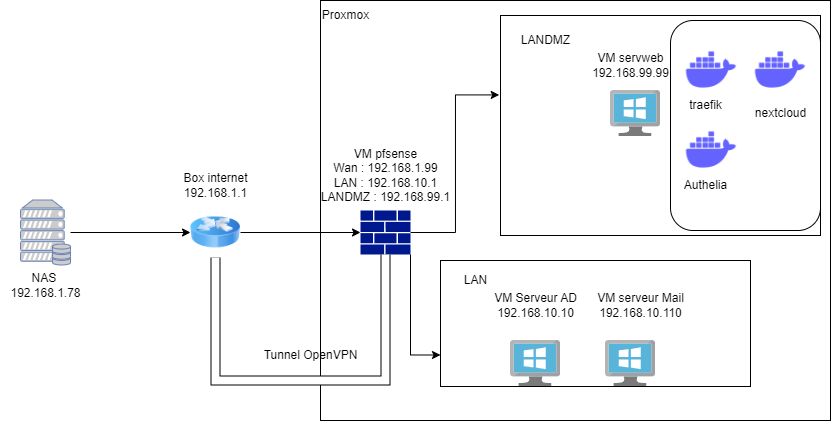 Proxmox
LANDMZ
VM servweb
192.168.99.99
traefik
nextcloud
Authelia
VM pfsense
Wan : 192.168.1.99
LAN : 192.168.10.1
LANDMZ : 192.168.99.1
Box internet
192.168.1.1
NAS
192.168.1.78
LAN
VM Serveur AD
192.168.10.10
VM serveur Mail
192.168.10.110
Tunnel OpenVPN